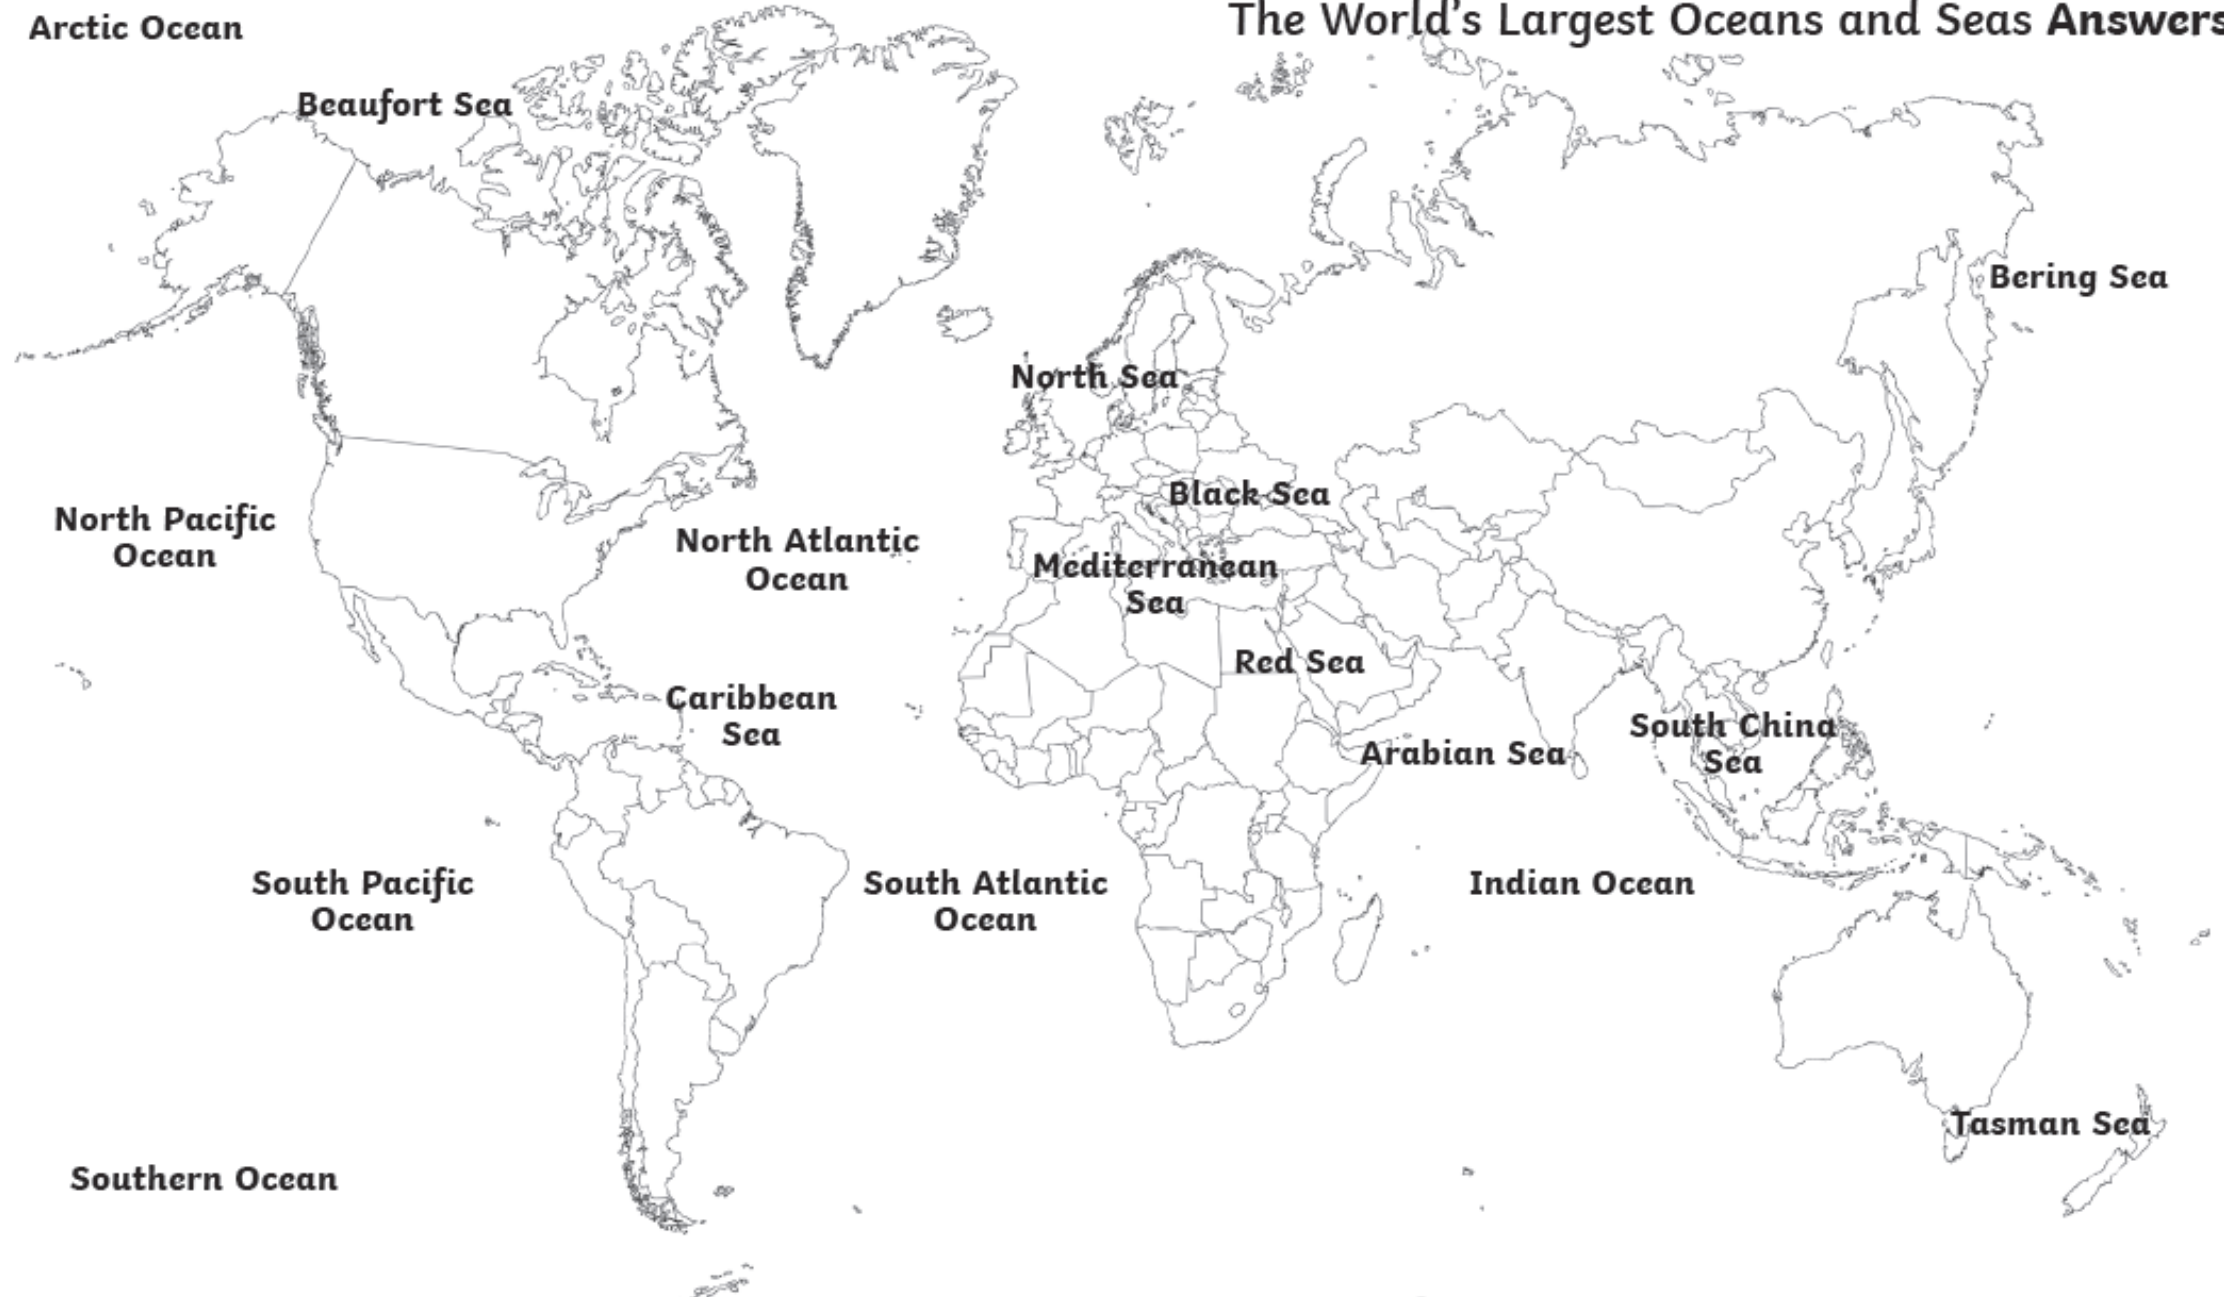 The World's Largest Oceans and Seas Answers
Arctic Ocean
Beaufort Sea
Bering Sea
North Sea
Black Sea
North Pacific
Ocean
North Atlantic
Ocean
Mediterranean
Sea
Red Sea
Caribbean
Sea
South China
Sea
Arabian Sea
South Pacific
Ocean
South Atlantic
Ocean
Indian Ocean
Tasman Sea
Southern Ocean